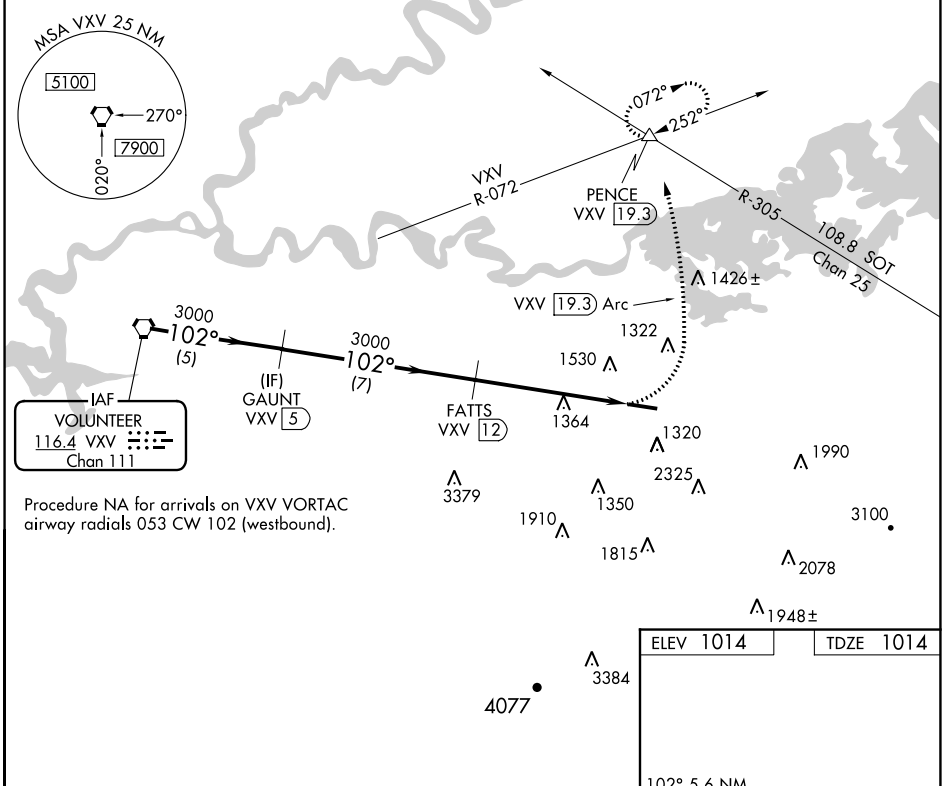 MSA VXV 25 NM
5100
270°
7900
020°
072°
252°
VXV
R-072
PENCE
VXV 19.3
R-305
108.8 SOT
Chan 25
1426±
VXV 19.3 Arc
1322
1530
3000
102°
(5)
3000
102°
(7)
(IF)
GAUNT
VXV 5
FATTS
VXV 12
1364
IAF
VOLUNTEER
116.4 VXV
Chan 111
1320
1990
2325
3379
1350
Procedure NA for arrivals on VXV VORTAC
airway radials 053 CW 102 (westbound).
1910
3100
1815
2078
1948±
ELEV 1014
TDZE 1014
3384
4077
102° 5.6 NM